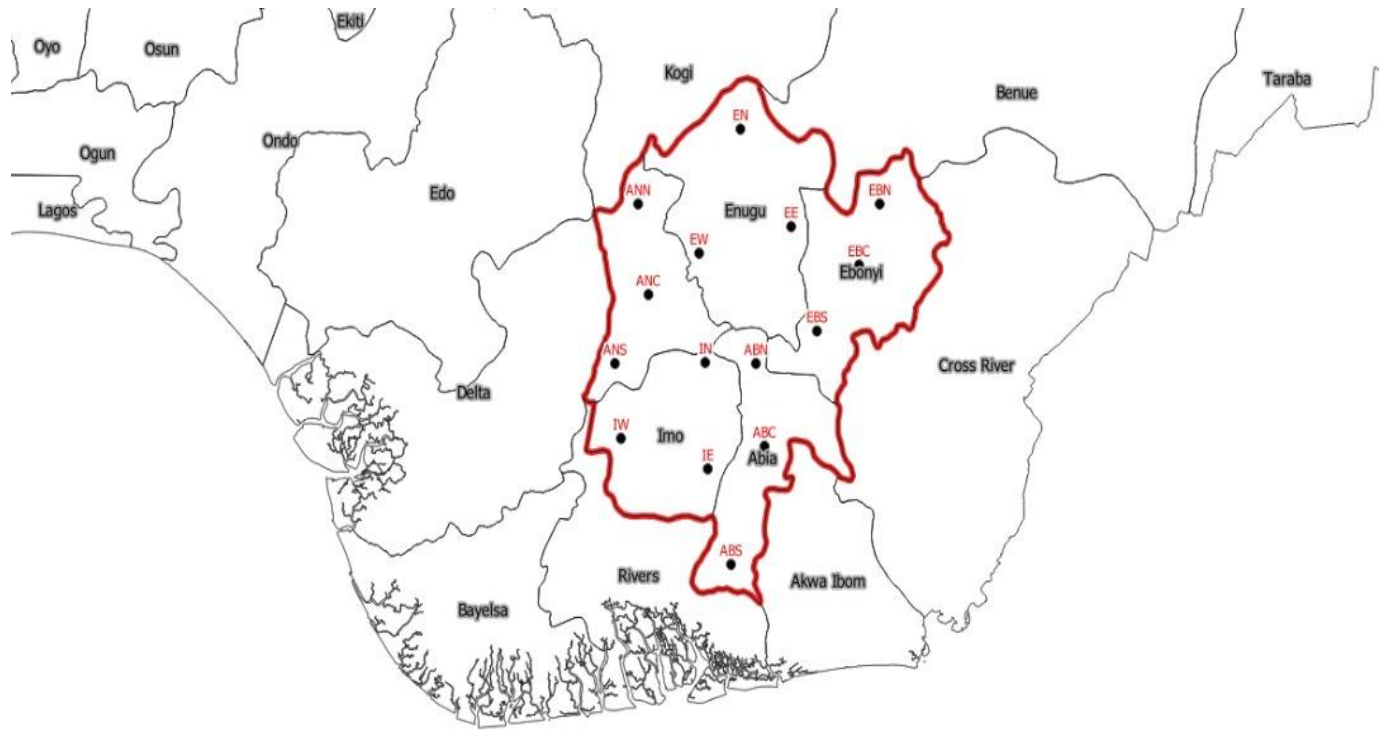 Ekiti
Oyo
Osun
Kogi
Taraba
Benue
EN
Ondo
Ogun
Edo
ANN
EBN
Lagos
Enugu
EE
EW
EBC
Ebonyi
ANC
EBS
ANS
IN
ABN
Cross River
Delta
IW
Imo
ABC
Abia
IE
ABS
Rivers
Akwa Ibom
Bayelsa